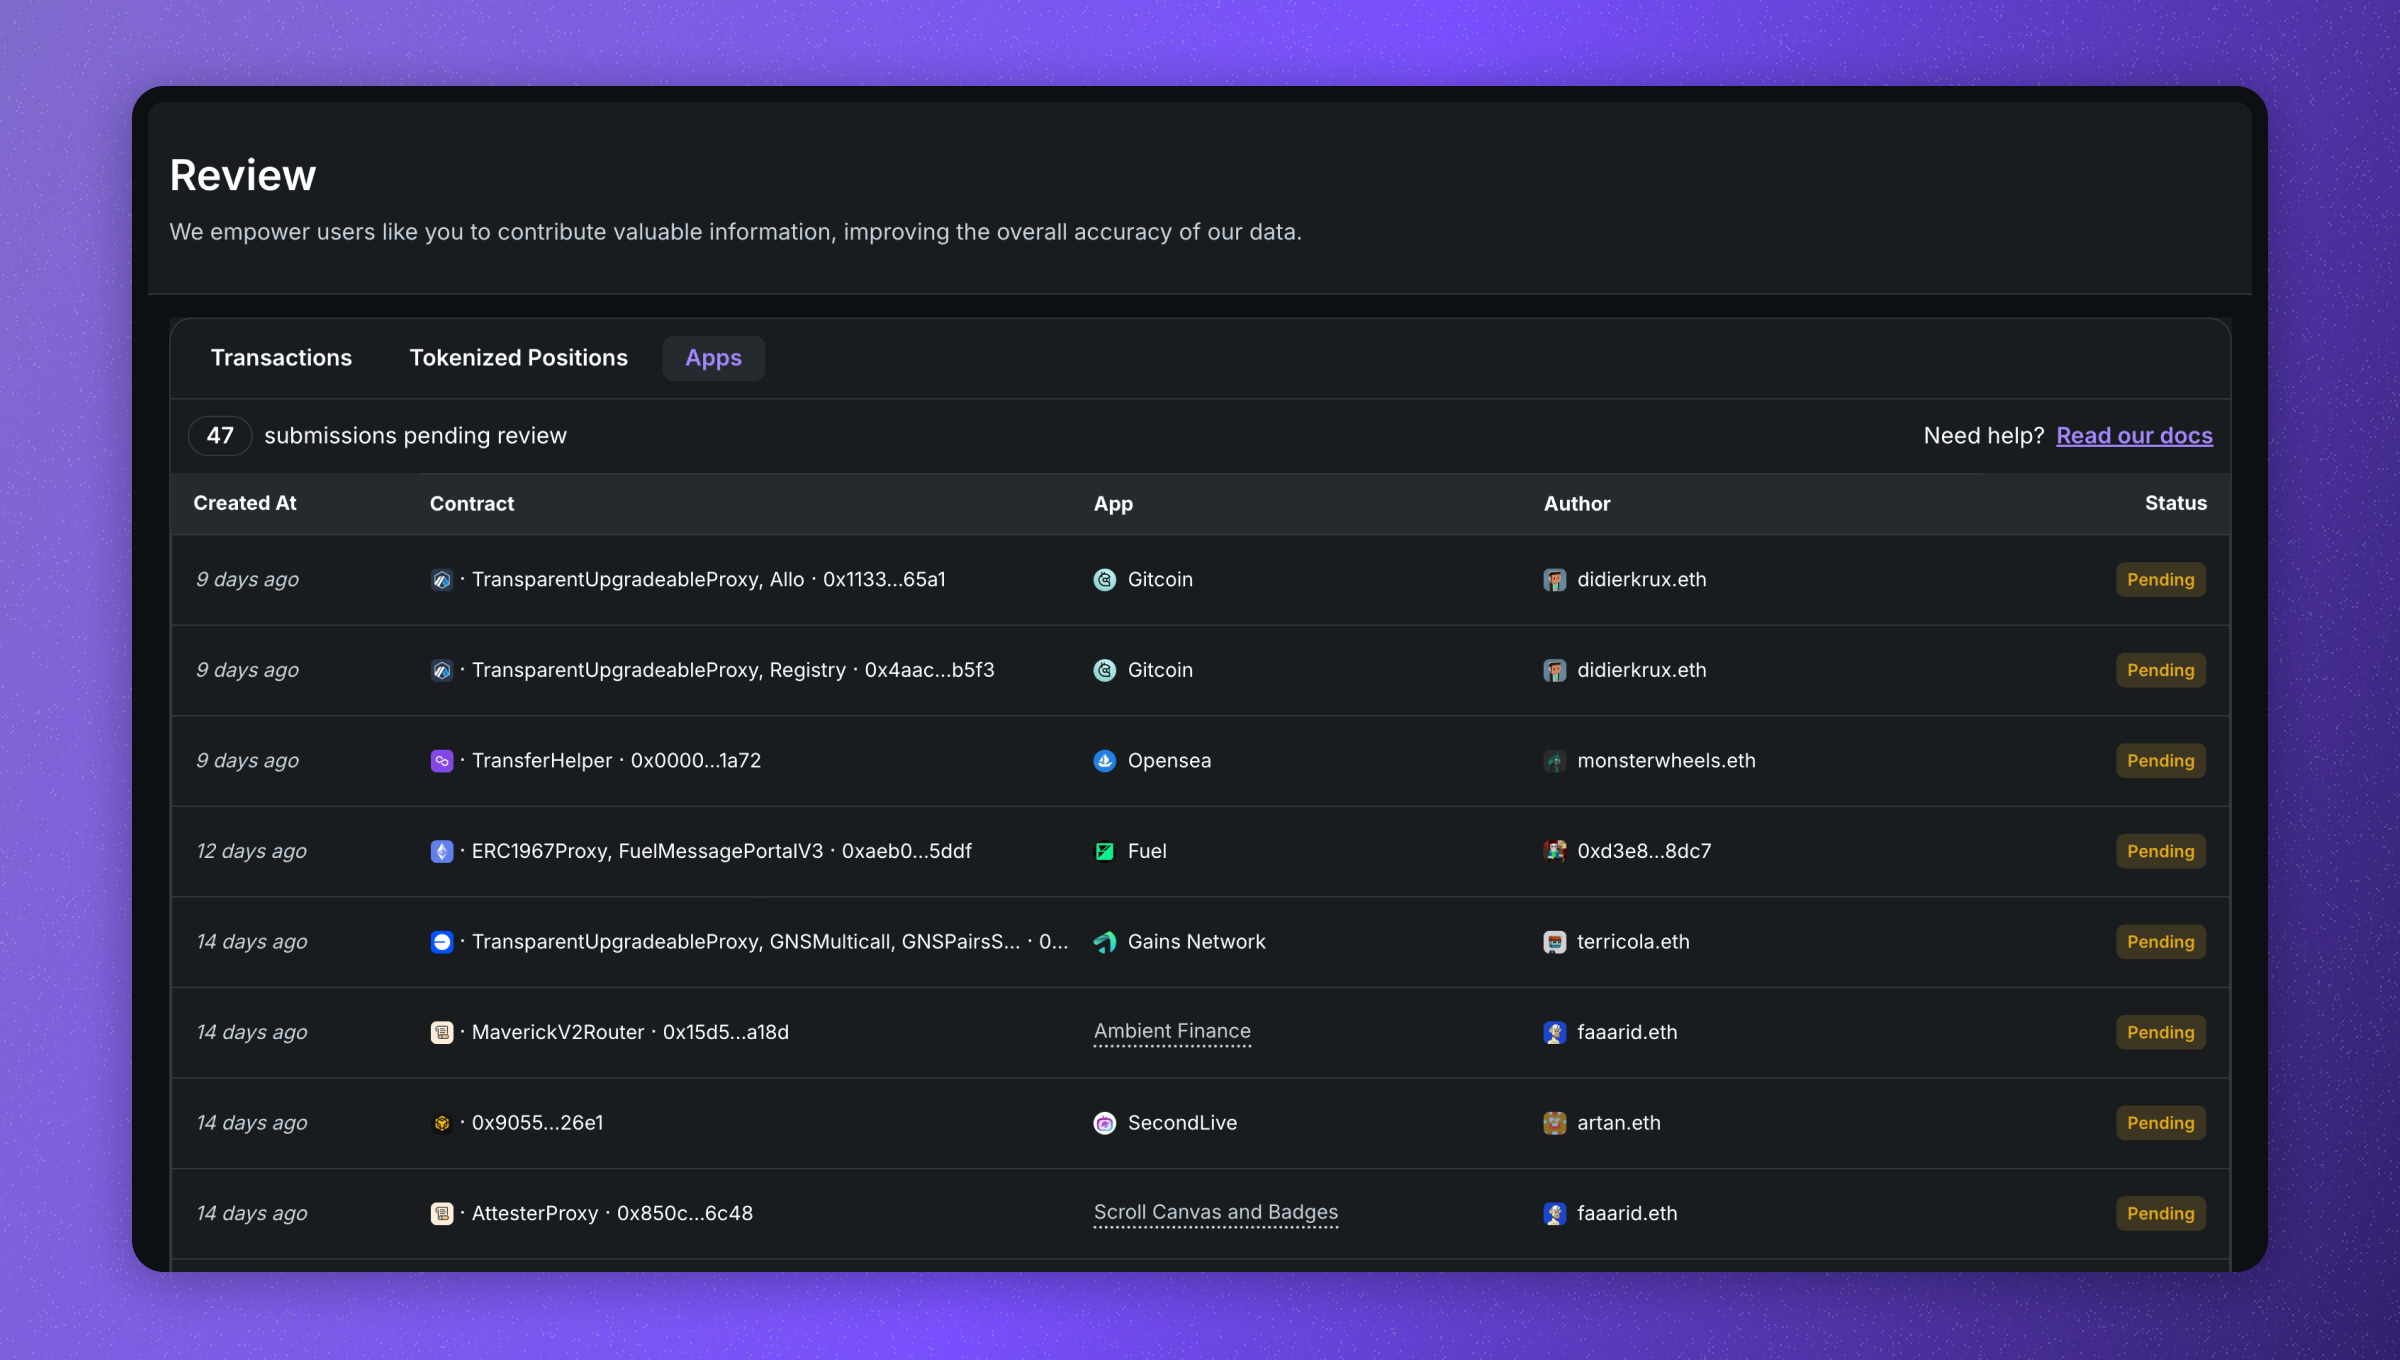 Review
We empower users like you to contribute valuable information, improving the overall accuracy of our data.
Transactions Tokenized Positions Apps
47 submissions pending review Need help? Read our docs
Created At Contract App Author Status
9 days ago · TransparentUpgradeableProxy, Allo · 0x1133...65a1 Gitcoin didierkrux.eth Pending
9 days ago · TransparentUpgradeableProxy, Registry · 0x4aac...b5f3 Gitcoin didierkrux.eth Pending
9 days ago · TransferHelper · 0x0000...1a72 Opensea monsterwheels.eth Pending
12 days ago · ERC1967Proxy, FuelMessagePortalV3 · 0xaeb0...5ddf Fuel 0xd3e8...8dc7 Pending
14 days ago · TransparentUpgradeableProxy, GNSMulticall, GNSPairsS... · 0... Gains Network terricola.eth Pending
14 days ago · MaverickV2Router · 0x15d5...a18d Ambient Finance faaarid.eth Pending
14 days ago · 0x9055...26e1 SecondLive artan.eth Pending
14 days ago · AttesterProxy · 0x850c...6c48 Scroll Canvas and Badges faaarid.eth Pending